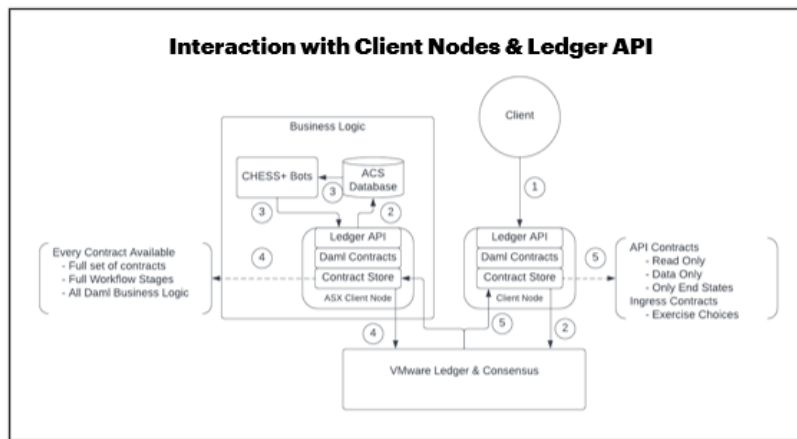 Interaction with Client Nodes & Ledger API
Business Logic
Client
CHESS+ Bots
ACS
Database
3
3
2
1
Ledger API
Daml Contracts
Contract Store
ASX Client Node
Ledger API
Daml Contracts
Contract Store
Client Node
Every Contract Available
- Full set of contracts
- Full Workflow Stages
- All Daml Business Logic
4
5
API Contracts
- Read Only
- Data Only
- Only End States
Ingress Contracts
- Exercise Choices
4
5
2
VMware Ledger & Consensus